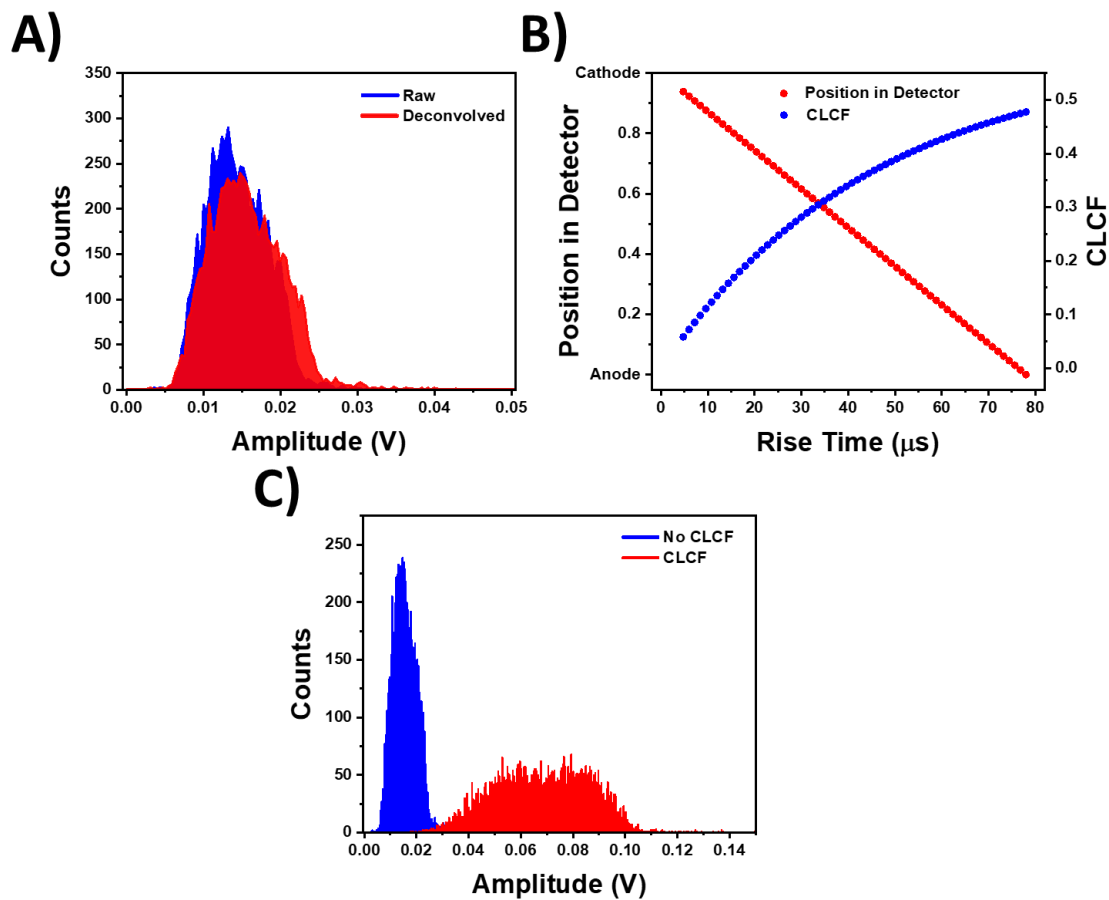 A)
350
300
250
200
150
100
50
0
Counts
Raw
Deconvolved
0.00 0.01 0.02 0.03 0.04 0.05
Amplitude (V)
B)
Cathode
0.8
0.6
0.4
0.2
Anode
Position in Detector
Position in Detector
CLCF
0.5
0.4
0.3
0.2
0.1
0.0
CLCF
0 10 20 30 40 50 60 70 80
Rise Time (μs)
C)
250
200
150
100
50
0
Counts
No CLCF
CLCF
0.00 0.02 0.04 0.06 0.08 0.10 0.12 0.14
Amplitude (V)